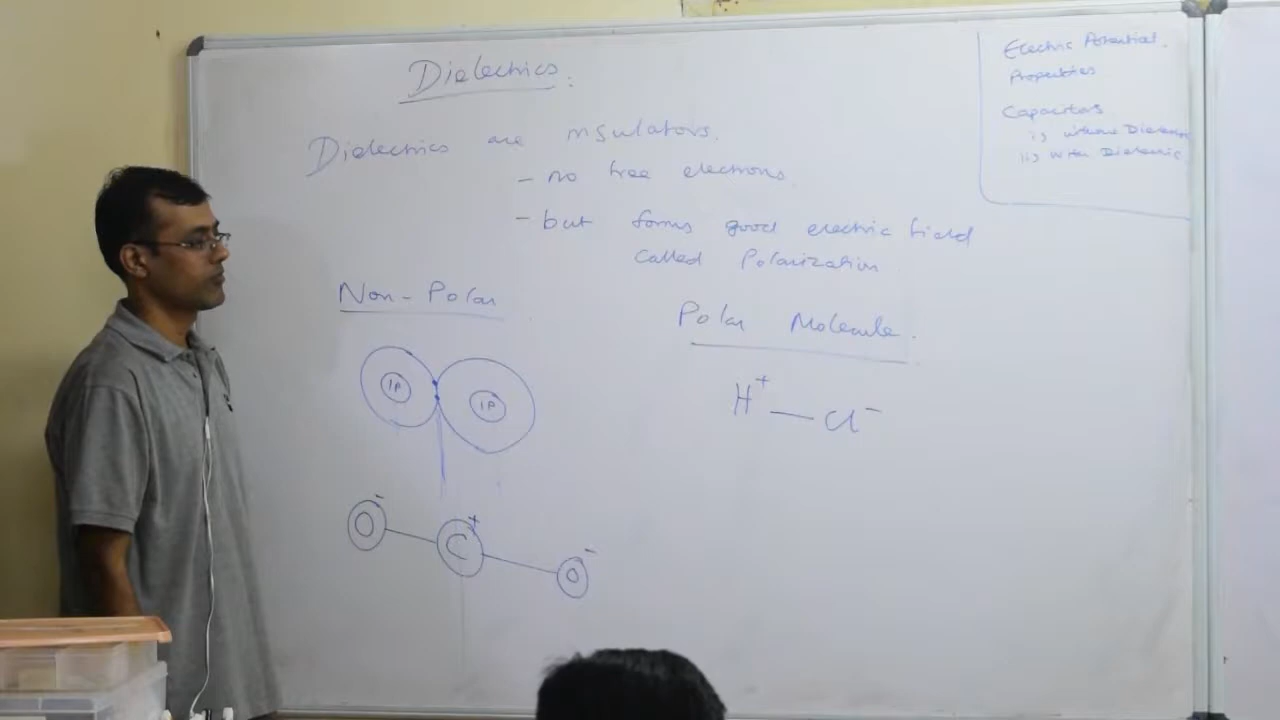 Dielectrics.
Dielectrics are insulators.
- no free electrons
- but forms good electric field
called Polarization
Non-Polar
1P 1P
O- C+ O-
Polar Molecule.
H+ — Cl-
Electric Potential.
Properties
Capacitors
i) without Dielectric
ii) With Dielectric